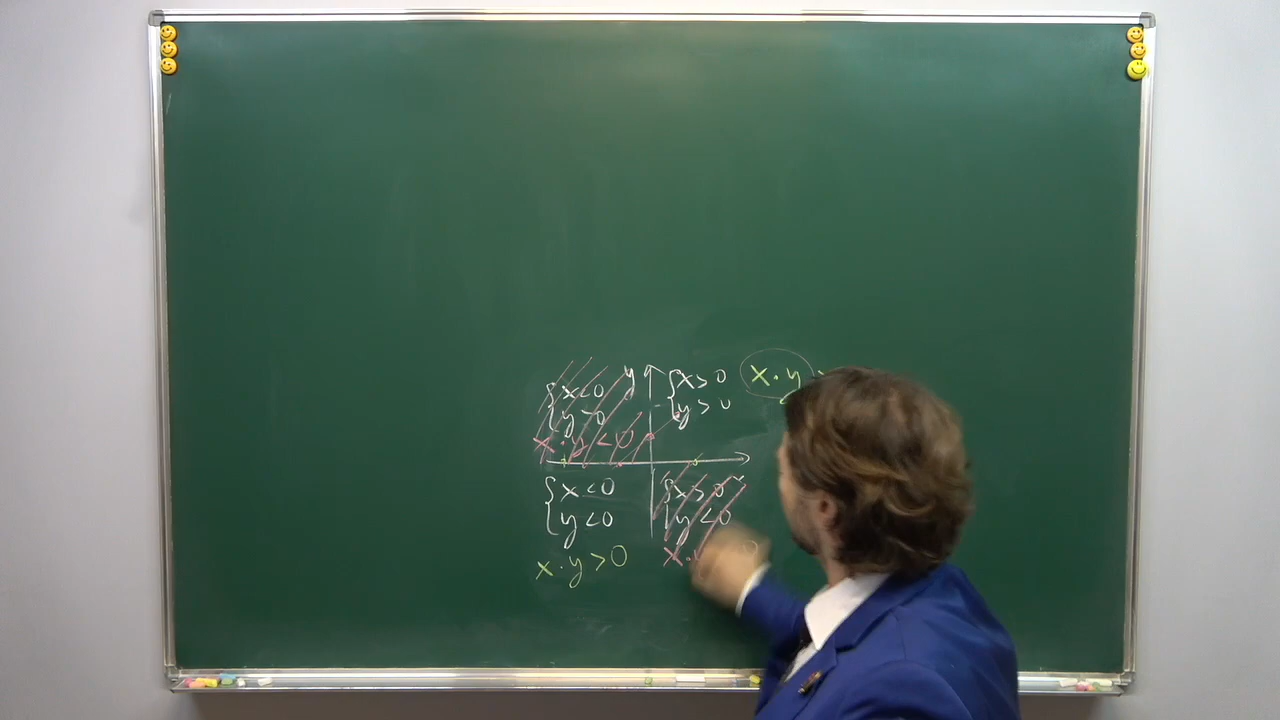 { x < 0
y > 0
x · y < 0
y
{ x > 0
y > 0
x · y
{ x < 0
y < 0
x · y > 0
{ x > 0
y < 0
x ·